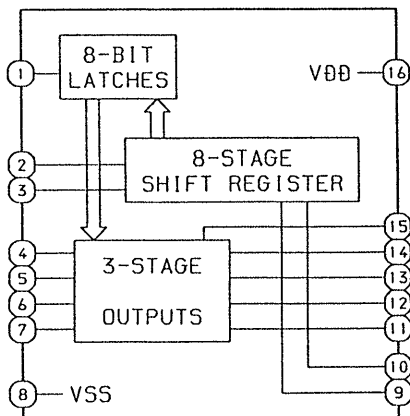 8-BIT
LATCHES
1
VDD
16
2
3
8-STAGE
SHIFT REGISTER
4
5
6
7
3-STAGE
OUTPUTS
15
14
13
12
11
10
9
8
VSS